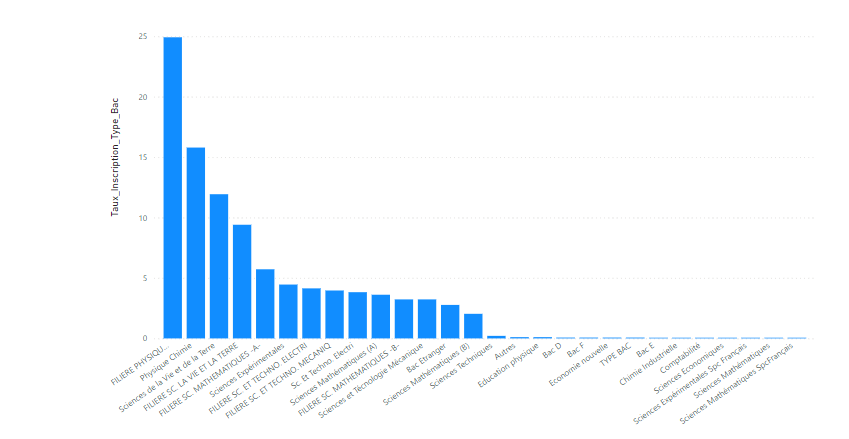 Taux_Inscription_Type_Bac
25
20
15
10
5
0
FILIERE PHYSIQU...
Physique Chimie
Sciences de la Vie et de la Terre
FILIERE SC. LA VIE ET LA TERRE
FILIERE SC. MATHEMATIQUES -A-
Sciences Expérimentales
FILIERE SC. ET TECHNO. ELECTRI
FILIERE SC. ET TECHNO. MECANIQ
Sc. Et Techno. Electri
Sciences Mathématiques (A)
FILIERE SC. MATHEMATIQUES -B-
Sciences et Técnologie Mécanique
Bac Etranger
Sciences Mathématiques (B)
Sciences Techniques
Autres
Education physique
Bac D
Bac F
Economie nouvelle
TYPE BAC
Bac E
Chimie Industrielle
Comptabilité
Sciences Economiques
Sciences Expérimentales Spc Français
Sciences Mathématiques
Sciences Mathématiques SpcFrançais